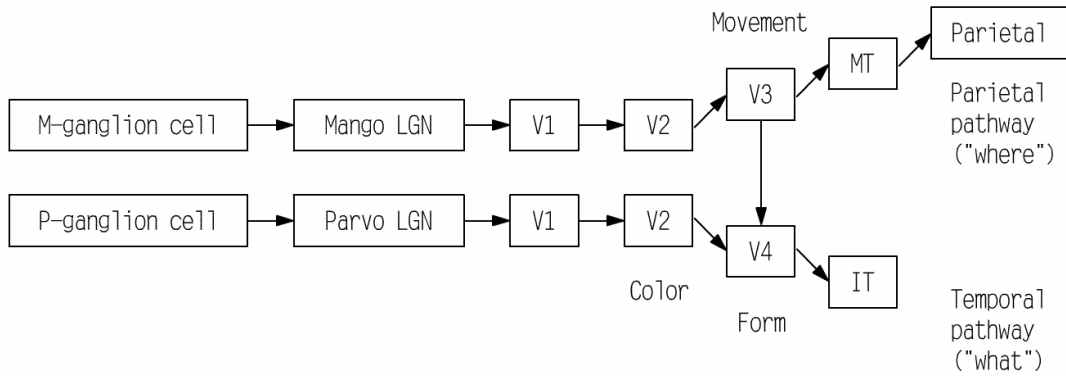 Movement
Parietal
MT
V3
M-ganglion cell
Mango LGN
V1
V2
Parietal
pathway
("where")
P-ganglion cell
Parvo LGN
V1
V2
V4
IT
Color
Form
Temporal
pathway
("what")